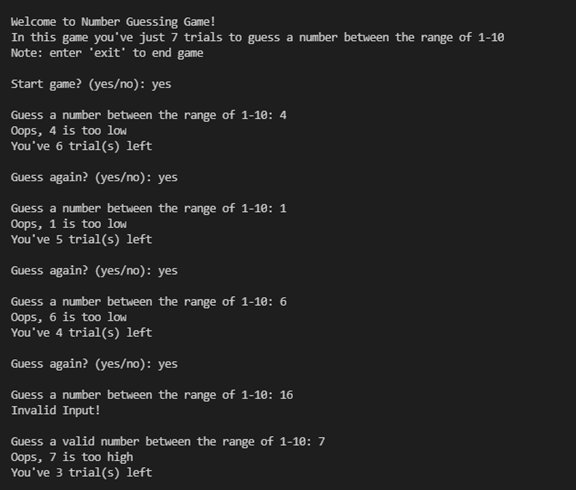 Welcome to Number Guessing Game!
In this game you've just 7 trials to guess a number between the range of 1-10
Note: enter 'exit' to end game
Start game? (yes/no): yes
Guess a number between the range of 1-10: 4
Oops, 4 is too low
You've 6 trial(s) left
Guess again? (yes/no): yes
Guess a number between the range of 1-10: 1
Oops, 1 is too low
You've 5 trial(s) left
Guess again? (yes/no): yes
Guess a number between the range of 1-10: 6
Oops, 6 is too low
You've 4 trial(s) left
Guess again? (yes/no): yes
Guess a number between the range of 1-10: 16
Invalid Input!
Guess a valid number between the range of 1-10: 7
Oops, 7 is too high
You've 3 trial(s) left